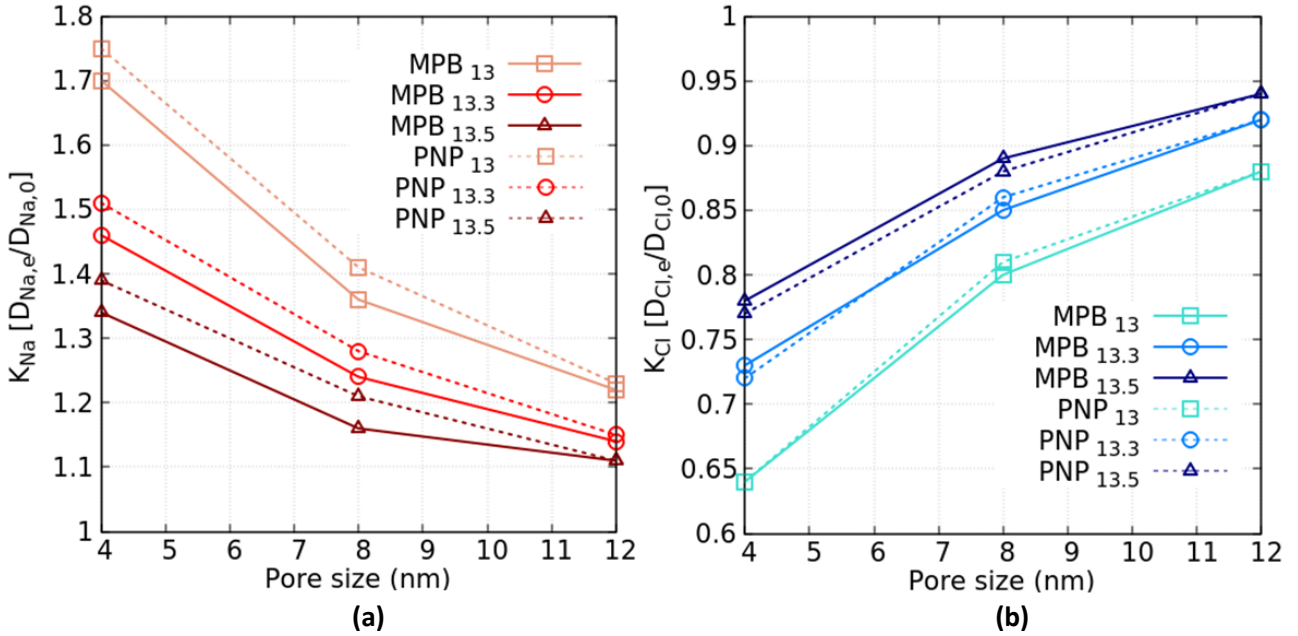 K_Na [D_Na,e/D_Na,0]
1.8
1.7
1.6
1.5
1.4
1.3
1.2
1.1
1
MPB 13
MPB 13.3
MPB 13.5
PNP 13
PNP 13.3
PNP 13.5
4 5 6 7 8 9 10 11 12
Pore size (nm)
(a)
K_Cl [D_Cl,e/D_Cl,0]
1
0.95
0.9
0.85
0.8
0.75
0.7
0.65
0.6
MPB 13
MPB 13.3
MPB 13.5
PNP 13
PNP 13.3
PNP 13.5
4 5 6 7 8 9 10 11 12
Pore size (nm)
(b)